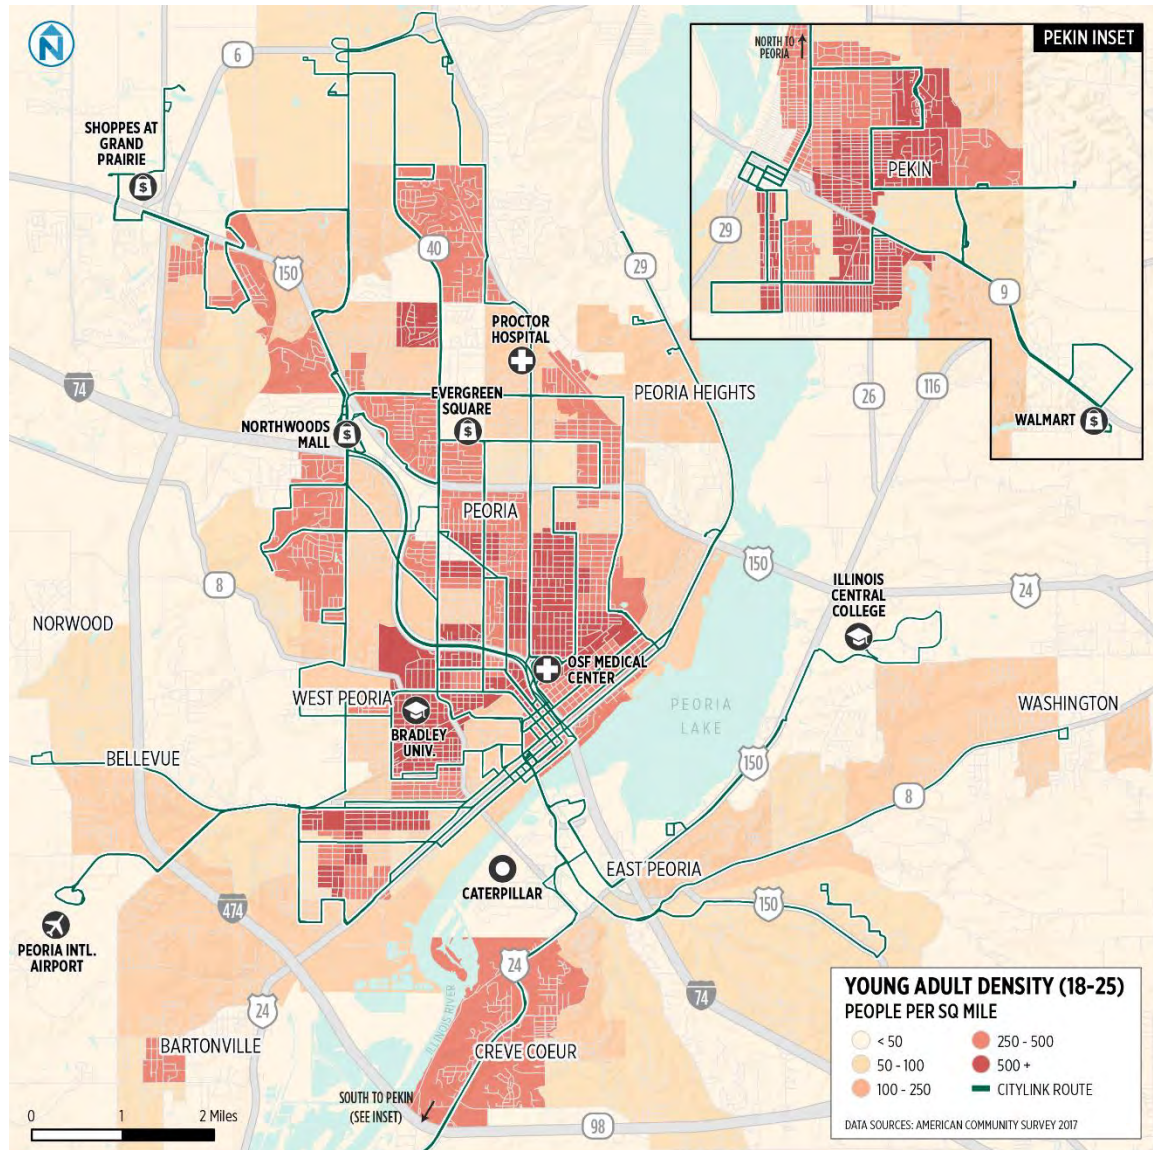 N
6
NORTH TO
PEORIA
PEKIN INSET
SHOPPES AT
GRAND
PRAIRIE
$
PEKIN
29
40
29
150
9
PROCTOR
HOSPITAL
74
26
116
PEORIA HEIGHTS
EVERGREEN
SQUARE
$
WALMART
$
NORTHWOODS
MALL
$
PEORIA
150
8
24
ILLINOIS
CENTRAL
COLLEGE
NORWOOD
OSF MEDICAL
CENTER
WEST PEORIA
PEORIA
LAKE
WASHINGTON
BRADLEY
UNIV.
BELLEVUE
150
8
EAST PEORIA
CATERPILLAR
474
150
PEORIA INTL.
AIRPORT
24
24
74
ILLINOIS RIVER
BARTONVILLE
CREVE COEUR
SOUTH TO PEKIN
(SEE INSET)
98
0 1 2 Miles
YOUNG ADULT DENSITY (18-25)
PEOPLE PER SQ MILE
< 50
50 - 100
100 - 250
250 - 500
500 +
CITYLINK ROUTE
DATA SOURCES: AMERICAN COMMUNITY SURVEY 2017